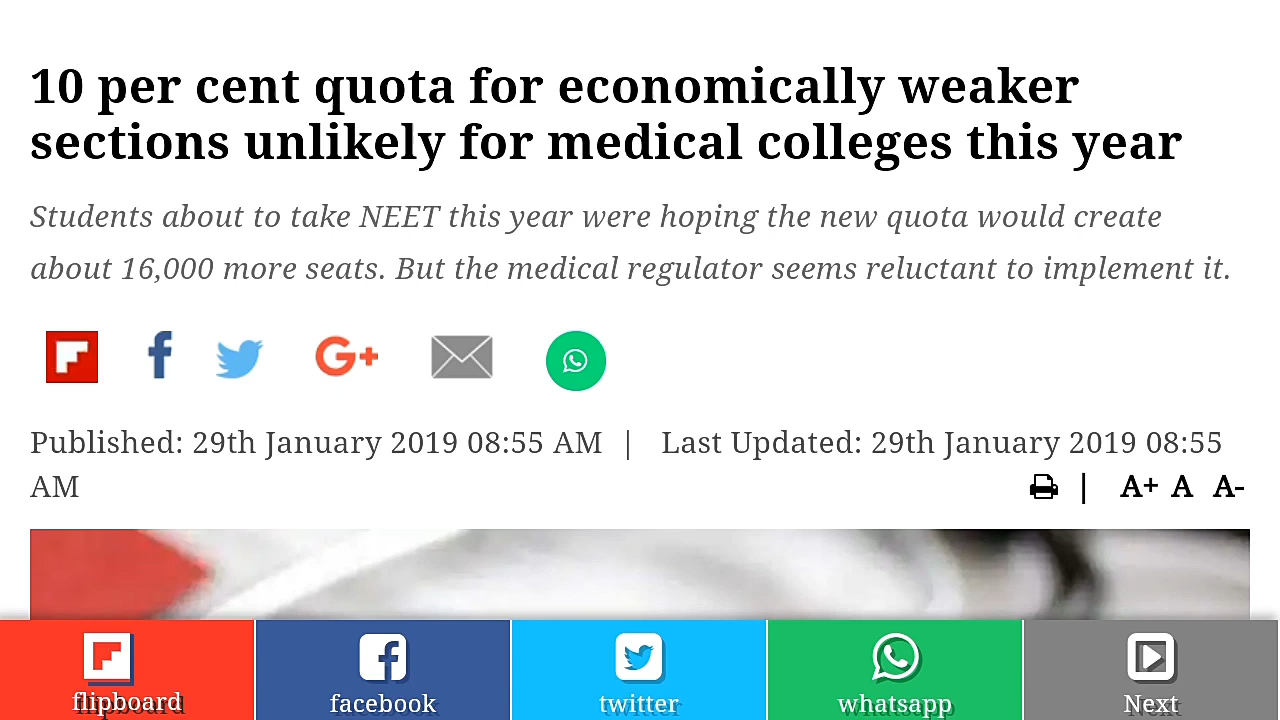 10 per cent quota for economically weaker
sections unlikely for medical colleges this year
Students about to take NEET this year were hoping the new quota would create
about 16,000 more seats. But the medical regulator seems reluctant to implement it.
G+
Published: 29th January 2019 08:55 AM | Last Updated: 29th January 2019 08:55
AM | A+ A A-
flipboard facebook twitter whatsapp Next